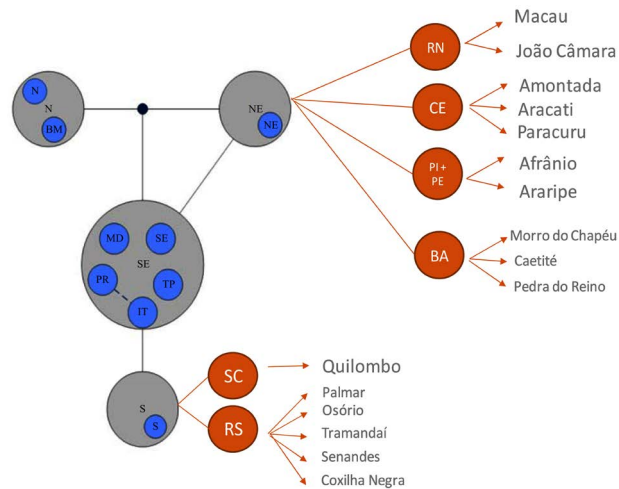 N
N
BM
NE
NE
RN
Macau
João Câmara
CE
Amontada
Aracati
Paracuru
PI +
PE
Afrânio
Araripe
BA
Morro do Chapéu
Caetité
Pedra do Reino
MD
SE
SE
PR
TP
IT
S
S
SC
Quilombo
RS
Palmar
Osório
Tramandaí
Senandes
Coxilha Negra